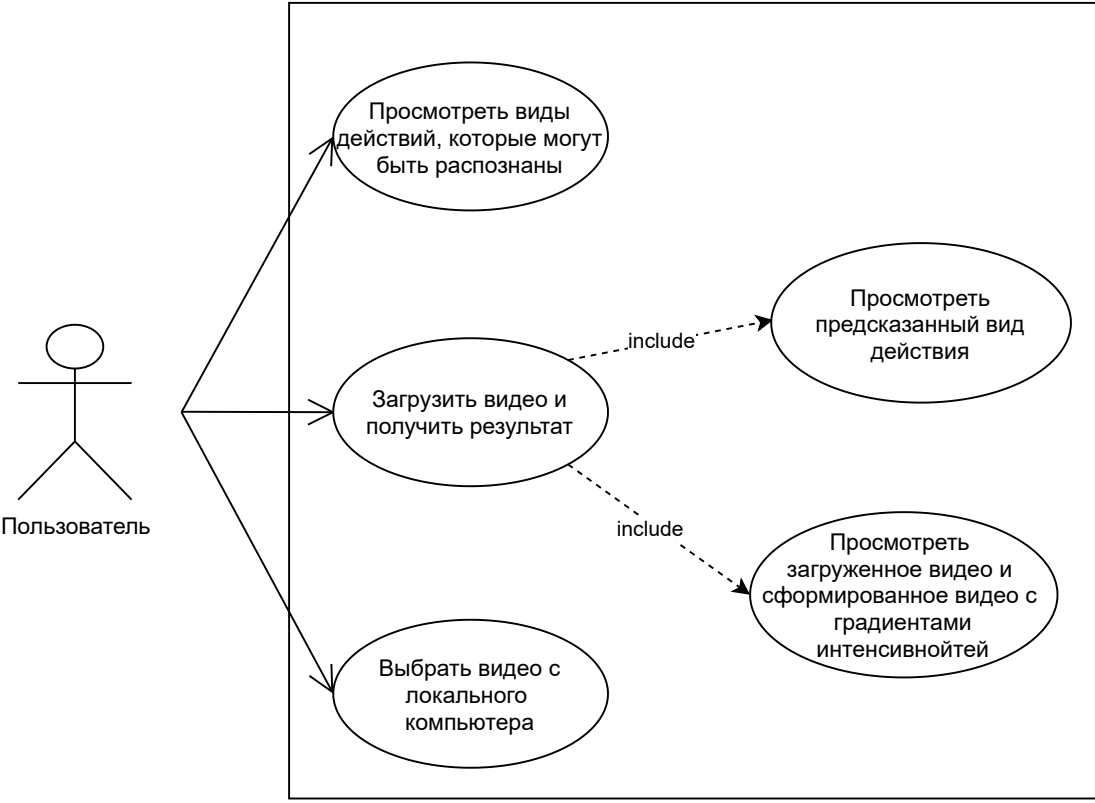 Просмотреть виды
действий, которые могут
быть распознаны
Просмотреть
предсказанный вид
действия
include
Загрузить видео и
получить результат
Пользователь
include
Просмотреть
загруженное видео и
сформированное видео с
градиентами
интенсивнойтей
Выбрать видео с
локального
компьютера